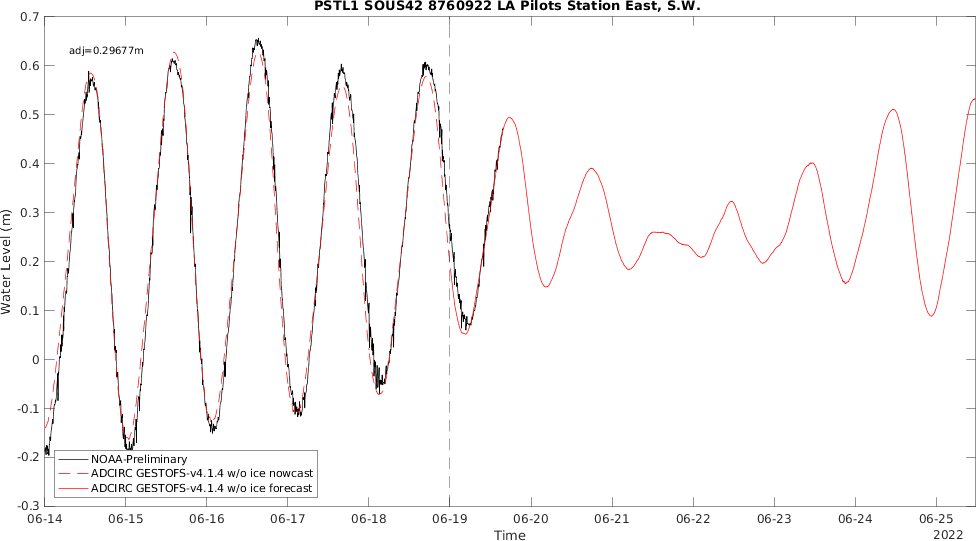 PSTL1 SOUS42 8760922 LA Pilots Station East, S.W.
adj=0.29677m
Water Level (m)
0.7
0.6
0.5
0.4
0.3
0.2
0.1
0
-0.1
-0.2
-0.3
NOAA-Preliminary
ADCIRC GESTOFS-v4.1.4 w/o ice nowcast
ADCIRC GESTOFS-v4.1.4 w/o ice forecast
06-14 06-15 06-16 06-17 06-18 06-19 06-20 06-21 06-22 06-23 06-24 06-25
Time
2022